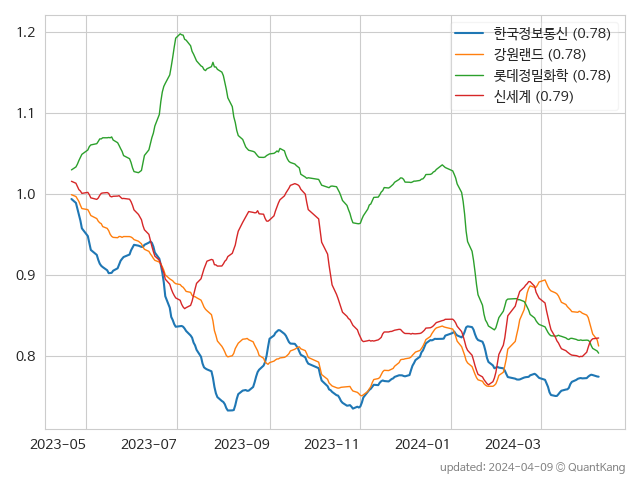 1.2
1.1
1.0
0.9
0.8
한국정보통신 (0.78)
강원랜드 (0.78)
롯데정밀화학 (0.78)
신세계 (0.79)
2023-05 2023-07 2023-09 2023-11 2024-01 2024-03
updated: 2024-04-09 © QuantKang